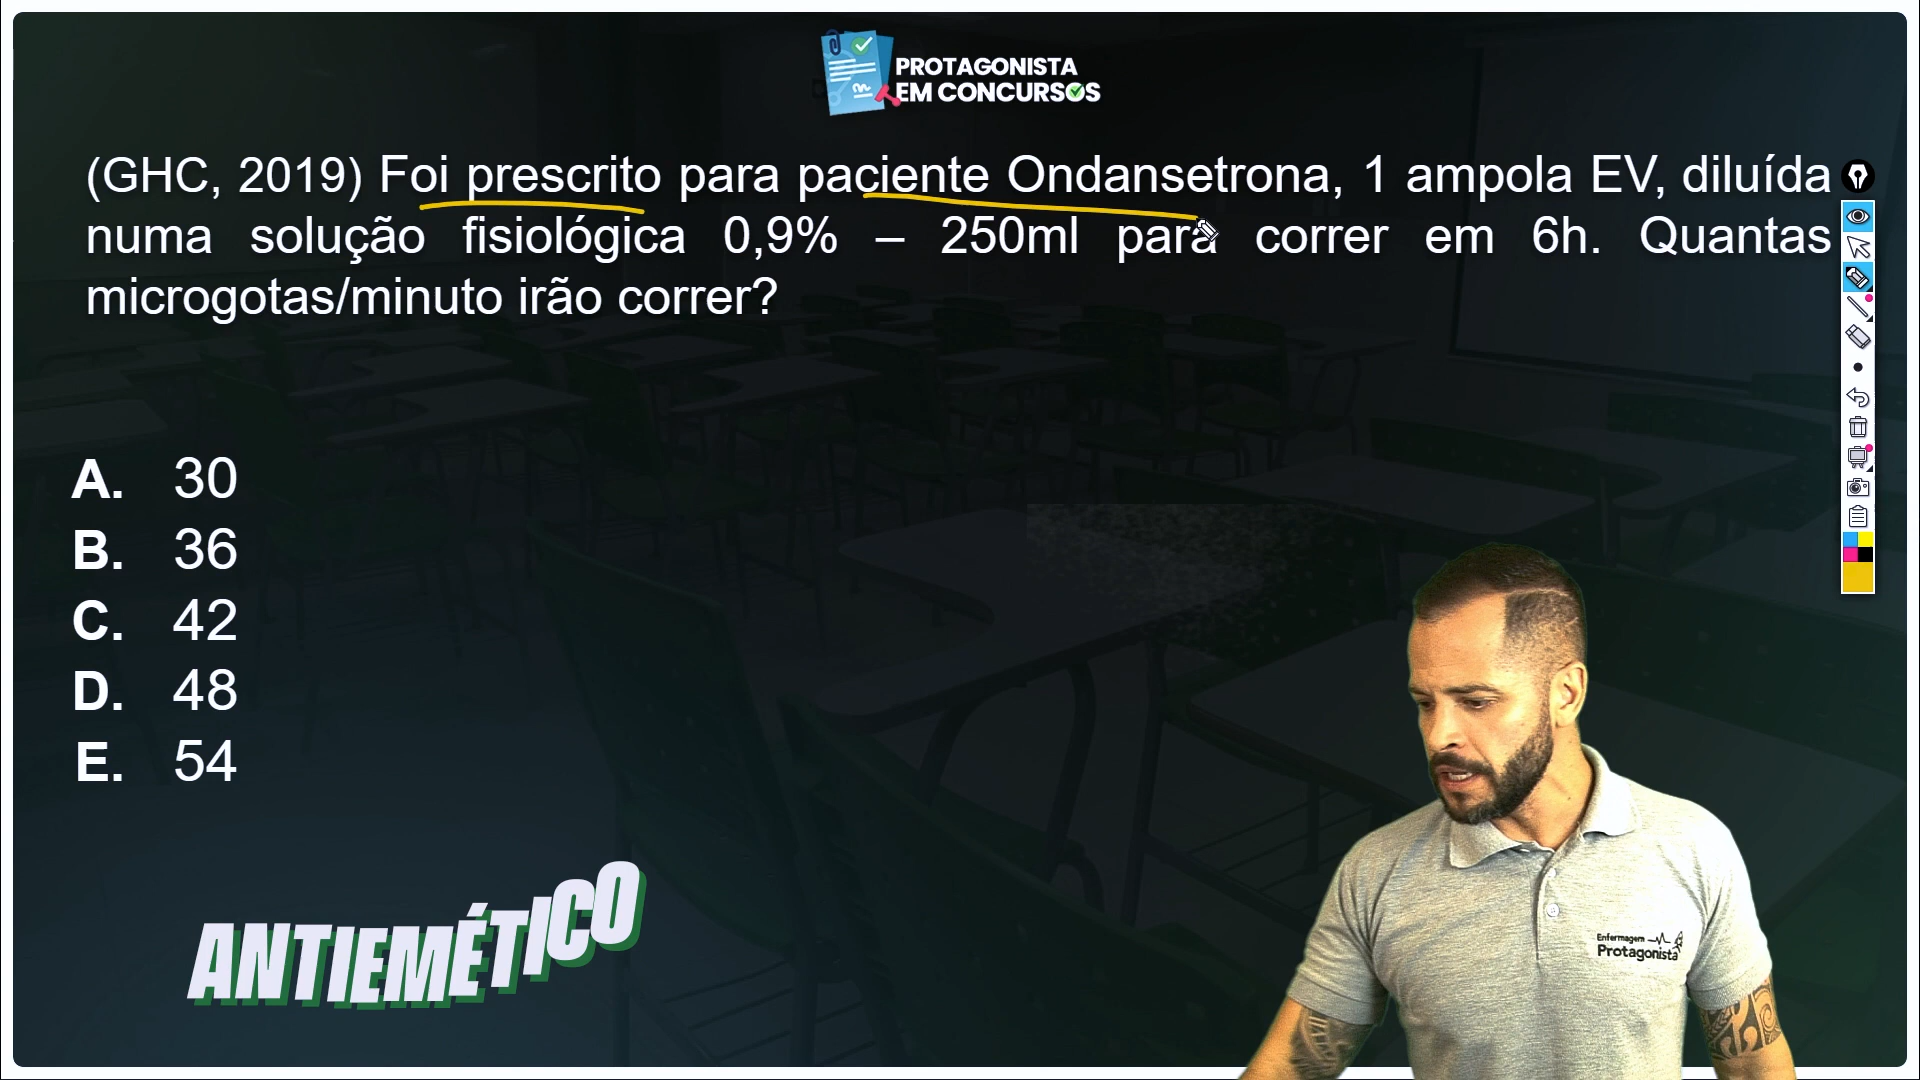 PROTAGONISTA
EM CONCURSOS
(GHC, 2019) Foi prescrito para paciente Ondansetrona, 1 ampola EV, diluída
numa solução fisiológica 0,9% – 250ml para correr em 6h. Quantas
microgotas/minuto irão correr?
A. 30
B. 36
C. 42
D. 48
E. 54
ANTIEMÉTICO
Enfermagem
Protagonista